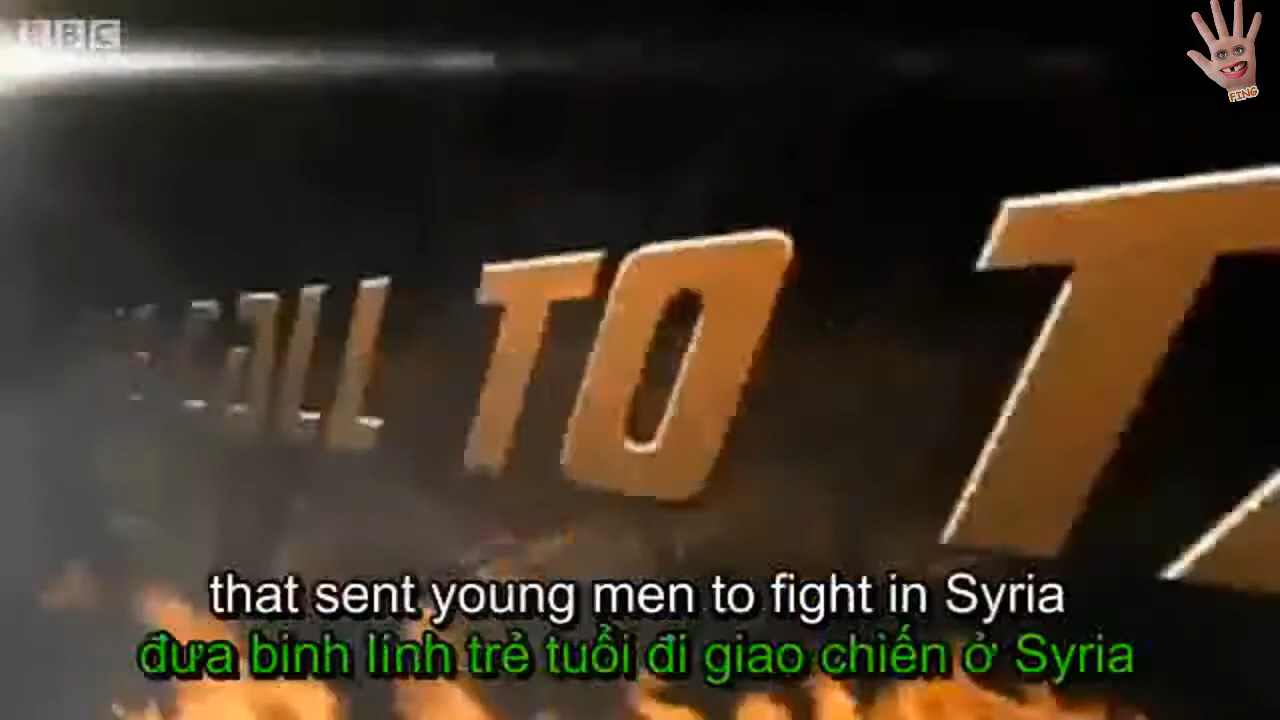 BBC
FING
CALL TO
that sent young men to fight in Syria
đưa binh lính trẻ tuổi đi giao chiến ở Syria